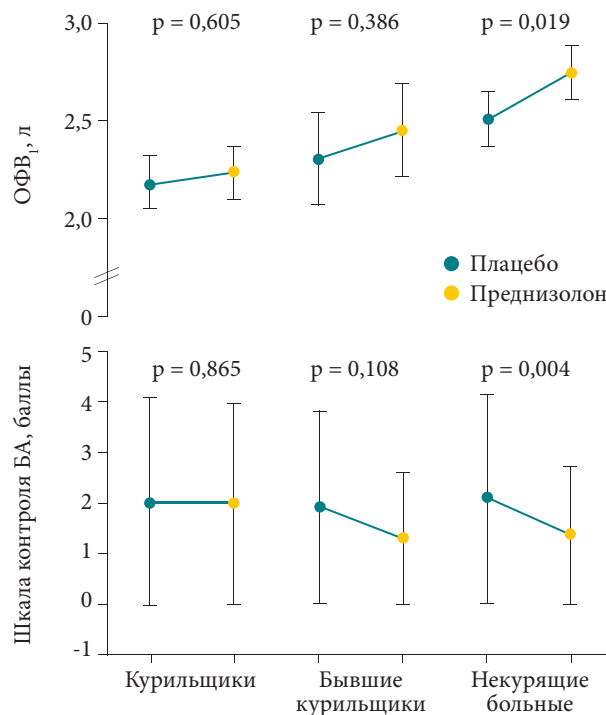 3,0
p = 0,605 p = 0,386 p = 0,019
2,5
ОФВ₁, л
2,0
Плацебо
Преднизолон
0
5
p = 0,865 p = 0,108 p = 0,004
4
3
Шкала контроля БА, баллы
2
1
0
-1
Курильщики Бывшие Некурящие
курильщики больные